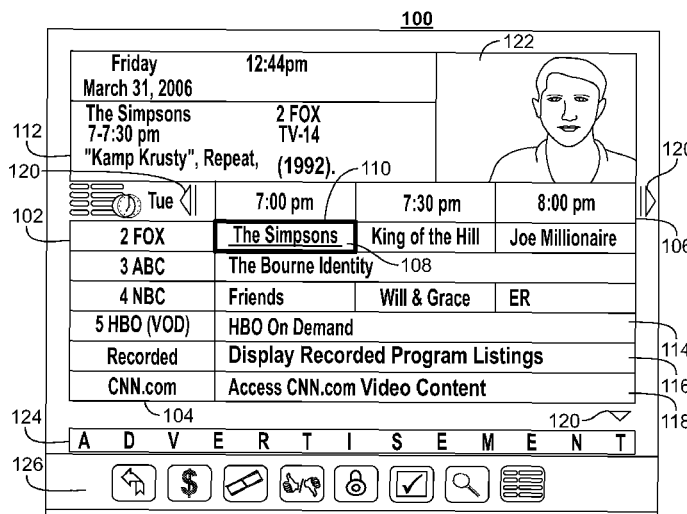 100
122
Friday 12:44pm
March 31, 2006
The Simpsons 2 FOX
7-7:30 pm TV-14
"Kamp Krusty", Repeat, (1992).
112
110
120
120
Tue 7:00 pm 7:30 pm 8:00 pm
102
106
2 FOX The Simpsons King of the Hill Joe Millionaire
108
3 ABC The Bourne Identity
4 NBC Friends Will & Grace ER
5 HBO (VOD) HBO On Demand
114
Recorded Display Recorded Program Listings
116
CNN.com Access CNN.com Video Content
118
104
120
124
A D V E R T I S E M E N T
126
$